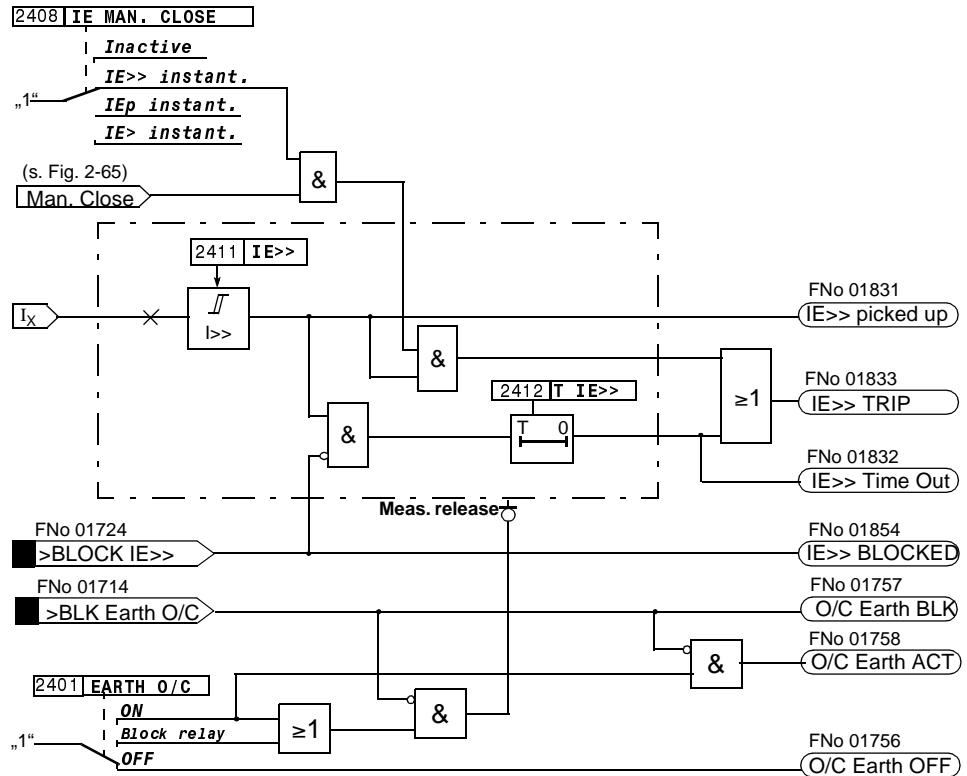 2408 IE MAN. CLOSE
Inactive
IE>> instant.
„1“
IEp instant.
IE> instant.
(s. Fig. 2-65)
Man. Close
&
2411 IE>>
IX
I>>
FNo 01831
IE>> picked up
&
2412 T IE>>
T 0
≥1
FNo 01833
IE>> TRIP
&
FNo 01832
IE>> Time Out
Meas. release
FNo 01724
>BLOCK IE>>
FNo 01854
IE>> BLOCKED
FNo 01714
>BLK Earth O/C
FNo 01757
O/C Earth BLK
FNo 01758
O/C Earth ACT
&
2401 EARTH O/C
ON
Block relay
≥1
&
„1“
OFF
FNo 01756
O/C Earth OFF